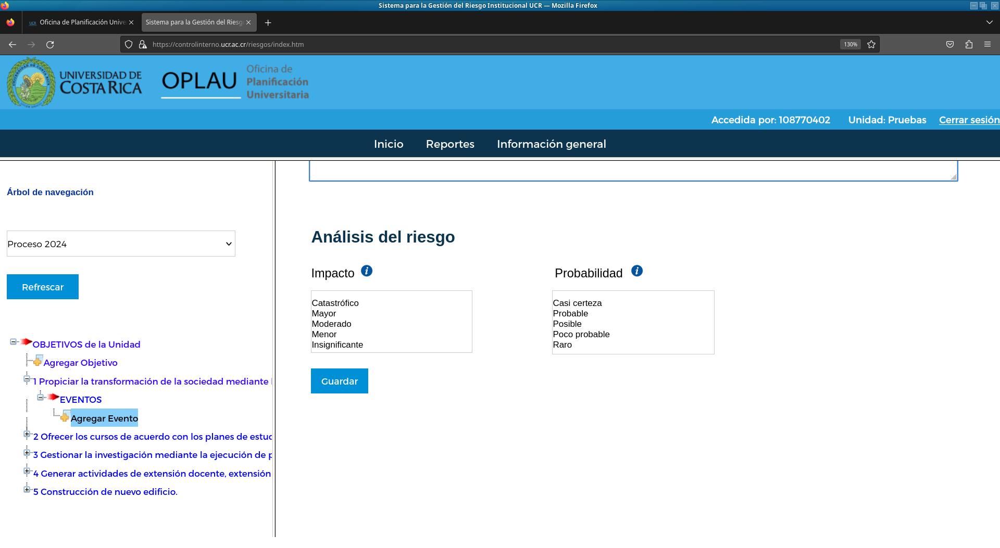 Sistema para la Gestión del Riesgo Institucional UCR — Mozilla Firefox
UCR Oficina de Planificación Unive
Sistema para la Gestión del Riesg
https://controlinterno.ucr.ac.cr/riesgos/index.htm
130%
UNIVERSIDAD DE
COSTA RICA
OPLAU
Oficina de
Planificación
Universitaria
Accedida por: 108770402 Unidad: Pruebas Cerrar sesión
Inicio Reportes Información general
Árbol de navegación
Proceso 2024
Refrescar
OBJETIVOS de la Unidad
Agregar Objetivo
1 Propiciar la transformación de la sociedad mediante
EVENTOS
Agregar Evento
2 Ofrecer los cursos de acuerdo con los planes de estud
3 Gestionar la investigación mediante la ejecución de p
4 Generar actividades de extensión docente, extensión
5 Construcción de nuevo edificio.
Análisis del riesgo
Impacto i
Catastrófico
Mayor
Moderado
Menor
Insignificante
Probabilidad i
Casi certeza
Probable
Posible
Poco probable
Raro
Guardar